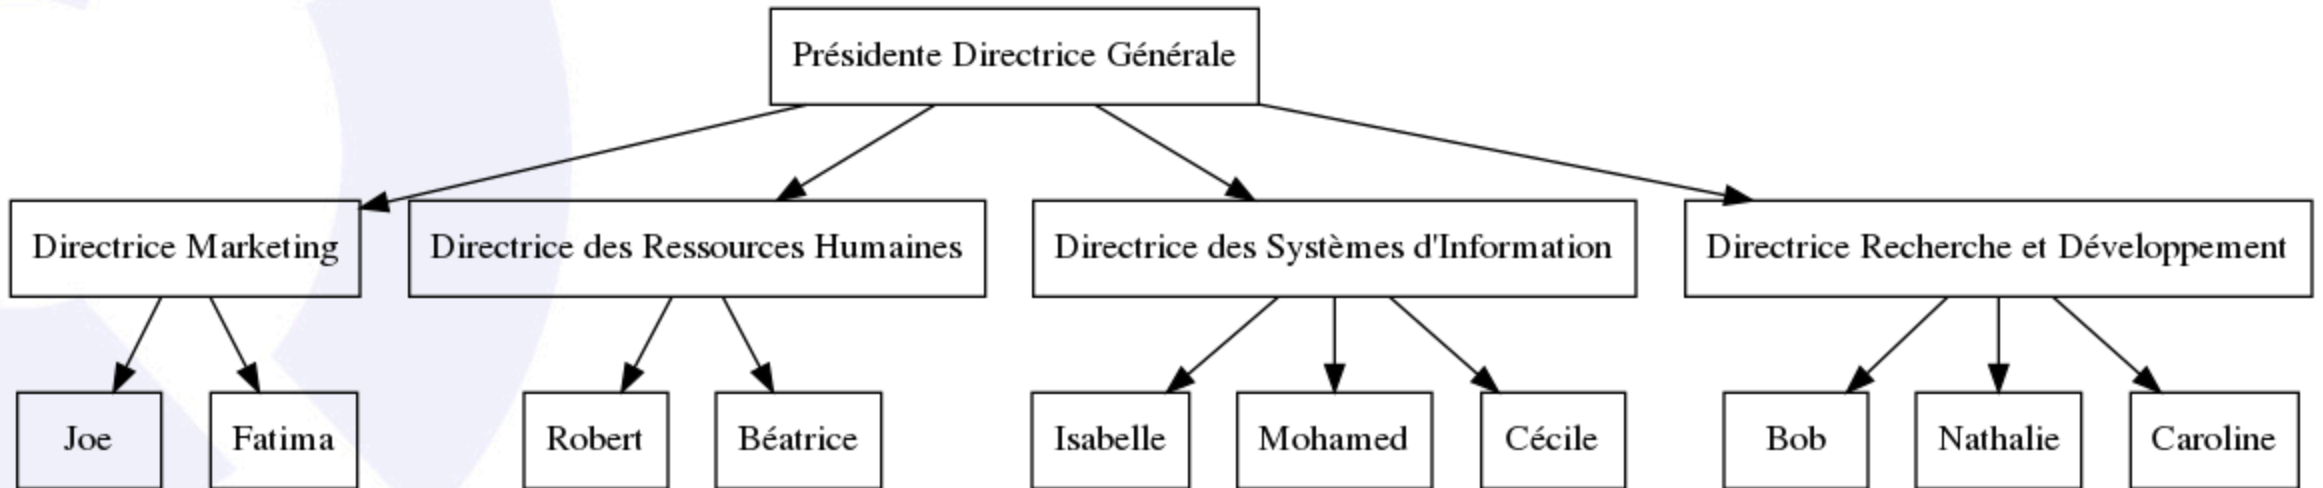 Présidente Directrice Générale
Directrice Marketing
Directrice des Ressources Humaines
Directrice des Systèmes d'Information
Directrice Recherche et Développement
Joe
Fatima
Robert
Béatrice
Isabelle
Mohamed
Cécile
Bob
Nathalie
Caroline